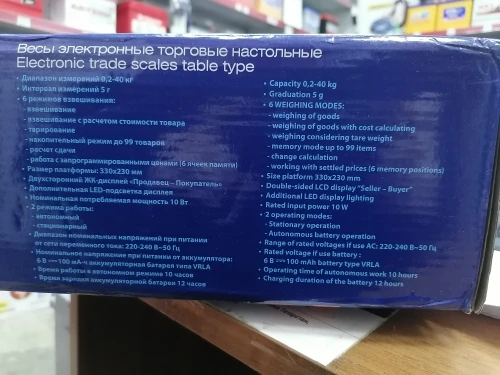 Весы электронные торговые настольные
Electronic trade scales table type
• Диапазон измерений 0,2-40 кг
• Интервал измерений 5 г
• 6 режимов взвешивания:
- взвешивание
- взвешивание с расчетом стоимости товара
- тарирование
- накопительный режим до 99 товаров
- расчет сдачи
- работа с запрограммированными ценами (6 ячеек памяти)
• Размер платформы: 330х230 мм
• Двухсторонний ЖК-дисплей «Продавец – Покупатель»
• Дополнительная LED-подсветка дисплея
• Номинальная потребляемая мощность 10 Вт
• 2 режима работы:
- автономный
- стационарный
• Диапазон номинальных напряжений при питании
от сети переменного тока: 220-240 В~50 Гц
• Номинальное напряжение при питании от аккумулятора:
6 В ⎓ 100 мА-ч аккумуляторная батарея типа VRLA
• Время работы в автономном режиме 10 часов
• Время зарядки аккумуляторной батареи 12 часов
• Capacity 0,2-40 kg
• Graduation 5 g
• 6 WEIGHING MODES:
- weighing of goods
- weighing of goods with cost calculating
- weighing considering tare weight
- memory mode up to 99 items
- change calculation
- working with settled prices (6 memory positions)
• Size platform 330x230 mm
• Double-sided LCD display "Seller – Buyer"
• Additional LED display lighting
• Rated input power 10 W
• 2 operating modes:
- Stationary operation
- Autonomous battery operation
• Range of rated voltages if use AC: 220-240 В~50 Гц
• Rated voltage if use battery :
6 В ⎓ 100 mAh battery type VRLA
• Operating time of autonomous work 10 hours
• Charging duration of the battery 12 hours